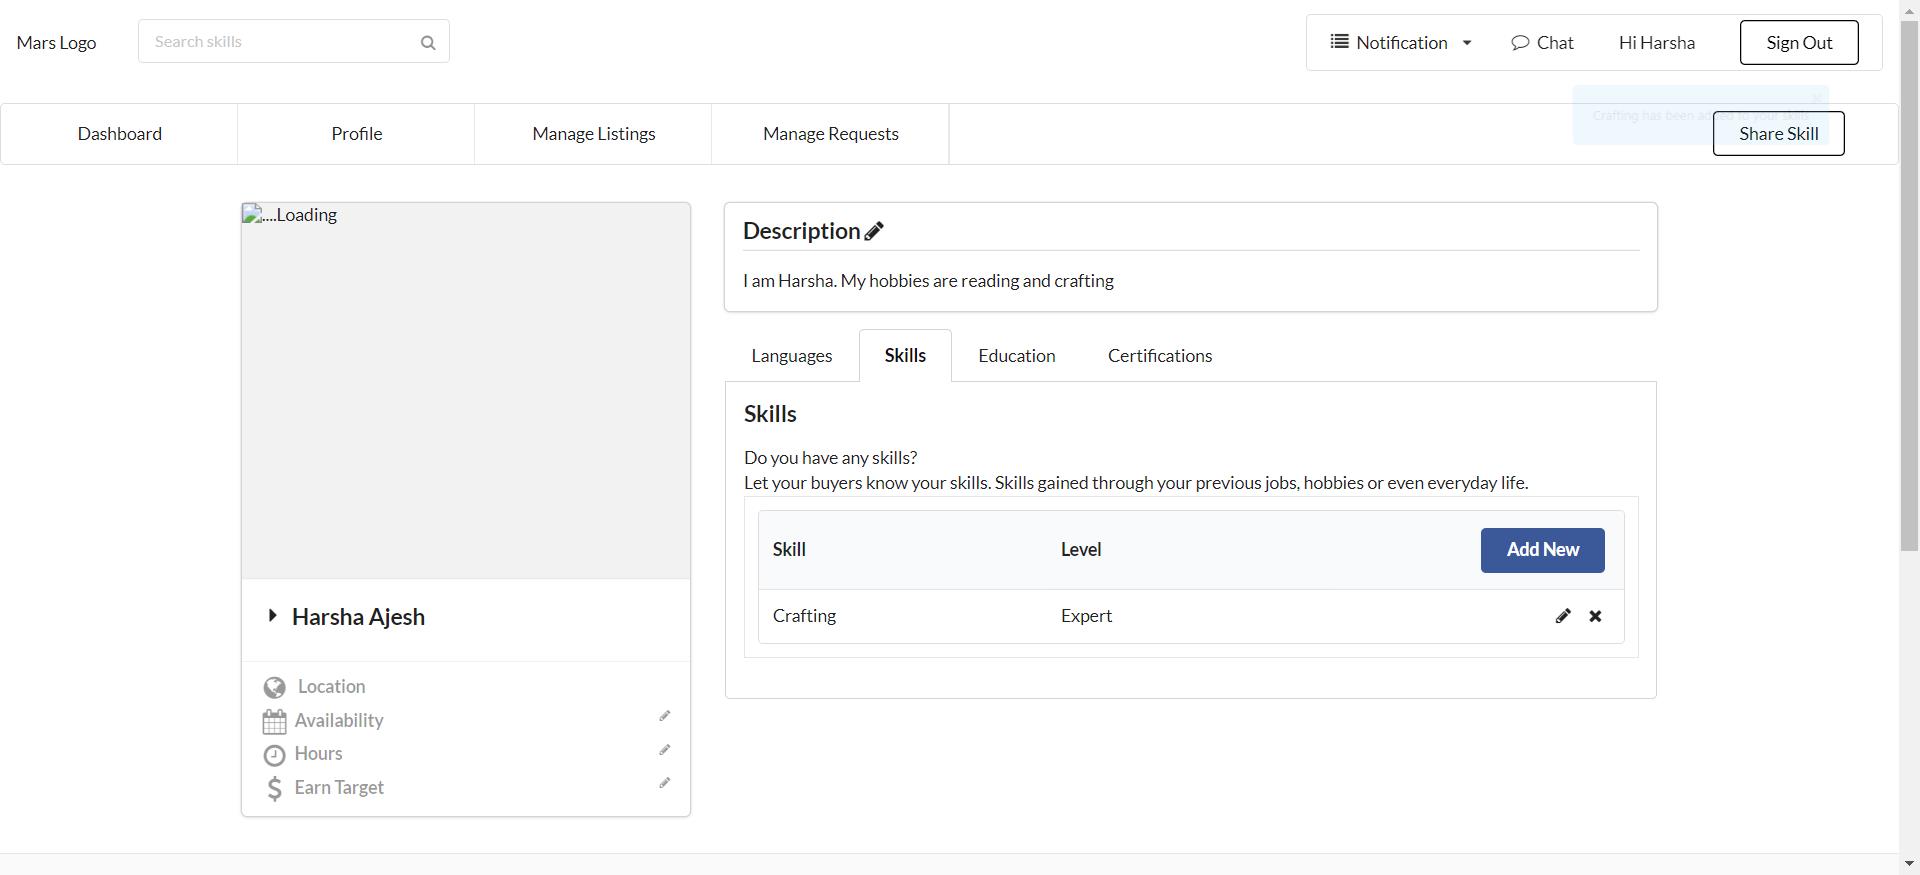 Mars Logo
Search skills
Notification
Chat
Hi Harsha
Sign Out
Crafting has been added to your skills
Dashboard
Profile
Manage Listings
Manage Requests
Share Skill
....Loading
Harsha Ajesh
Location
Availability
Hours
Earn Target
Description
I am Harsha. My hobbies are reading and crafting
Languages
Skills
Education
Certifications
Skills
Do you have any skills?
Let your buyers know your skills. Skills gained through your previous jobs, hobbies or even everyday life.
Skill
Level
Add New
Crafting
Expert